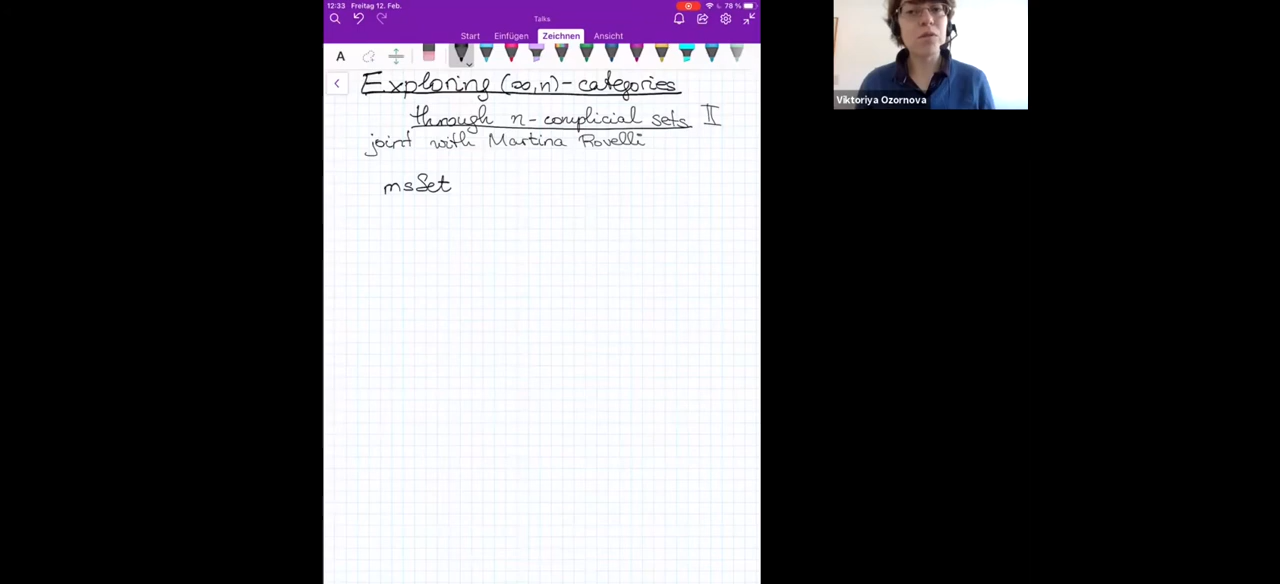 12:33 Freitag 12. Feb.
78 %
Talks
Start Einfügen Zeichnen Ansicht
A
Exploring (∞,n)-categories
through n-complicial sets II
joint with Martina Rovelli
msSet
Viktoriya Ozornova